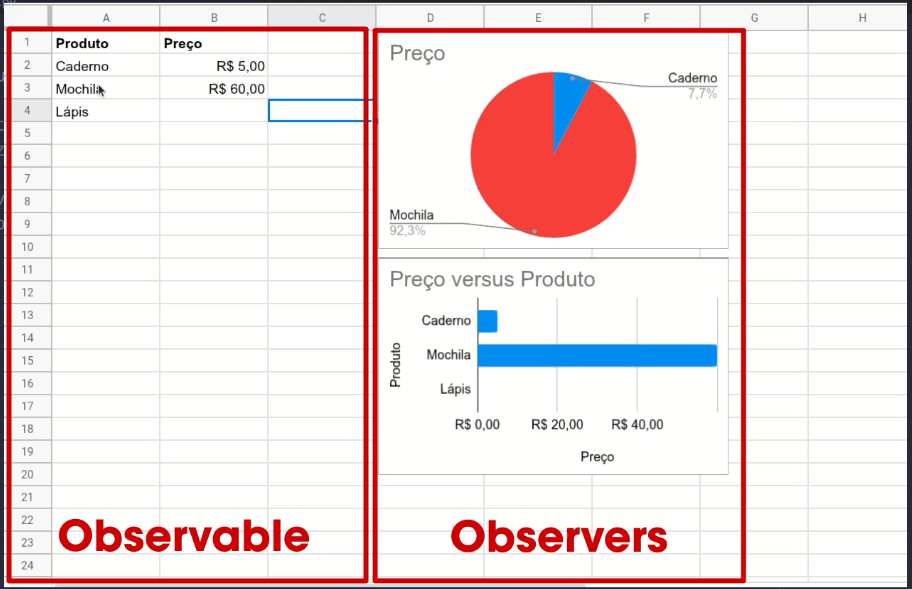 A B C D E F G H
1 Produto Preço
2 Caderno R$ 5,00
3 Mochila R$ 60,00
4 Lápis
5
6
7
8
9
10
11
12
13
14
15
16
17
18
19
20
21
22
23
24
Preço
Caderno
7,7%
Mochila
92,3%
Preço versus Produto
Produto
Caderno
Mochila
Lápis
R$ 0,00 R$ 20,00 R$ 40,00
Preço
Observable
Observers